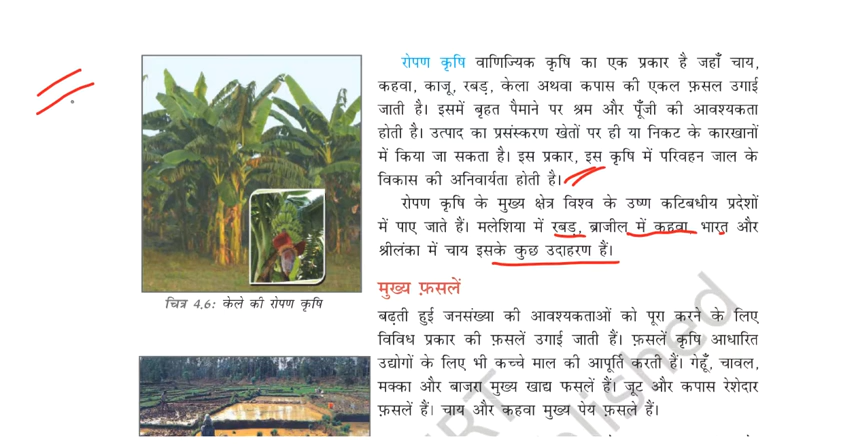 रोपण कृषि वाणिज्यिक कृषि का एक प्रकार है जहाँ चाय,
कहवा, काजू, रबड़, केला अथवा कपास की एकल फ़सल उगाई
जाती है। इसमें बृहत पैमाने पर श्रम और पूँजी की आवश्यकता
होती है। उत्पाद का प्रसंस्करण खेतों पर ही या निकट के कारखानों
में किया जा सकता है। इस प्रकार, इस कृषि में परिवहन जाल के
विकास की अनिवार्यता होती है।
रोपण कृषि के मुख्य क्षेत्र विश्व के उष्ण कटिबंधीय प्रदेशों
में पाए जाते हैं। मलेशिया में रबड़, ब्राजील में कहवा, भारत और
श्रीलंका में चाय इसके कुछ उदाहरण हैं।
चित्र 4.6: केले की रोपण कृषि
मुख्य फ़सलें
बढ़ती हुई जनसंख्या की आवश्यकताओं को पूरा करने के लिए
विविध प्रकार की फ़सलें उगाई जाती हैं। फ़सलें कृषि आधारित
उद्योगों के लिए भी कच्चे माल की आपूर्ति करती हैं। गेहूँ, चावल,
मक्का और बाजरा मुख्य खाद्य फसलें हैं। जूट और कपास रेशेदार
फ़सलें हैं। चाय और कहवा मुख्य पेय फ़सले हैं।